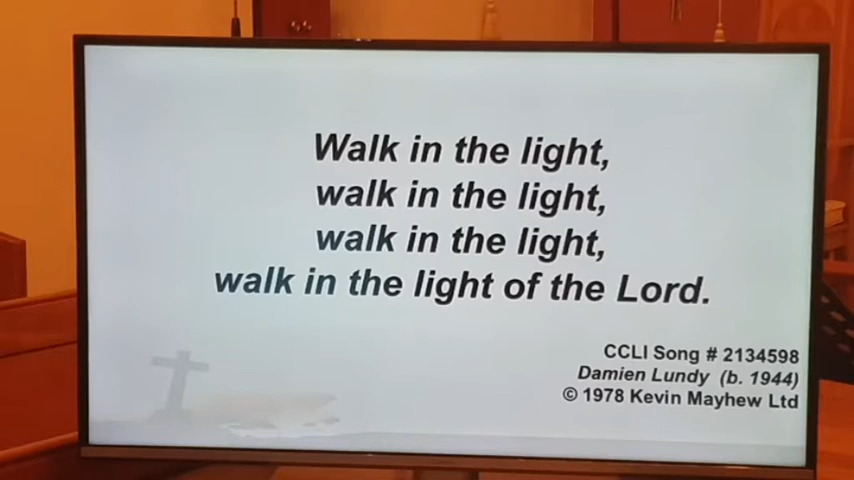 Walk in the light,
walk in the light,
walk in the light,
walk in the light of the Lord.
CCLI Song # 2134598
Damien Lundy (b. 1944)
© 1978 Kevin Mayhew Ltd